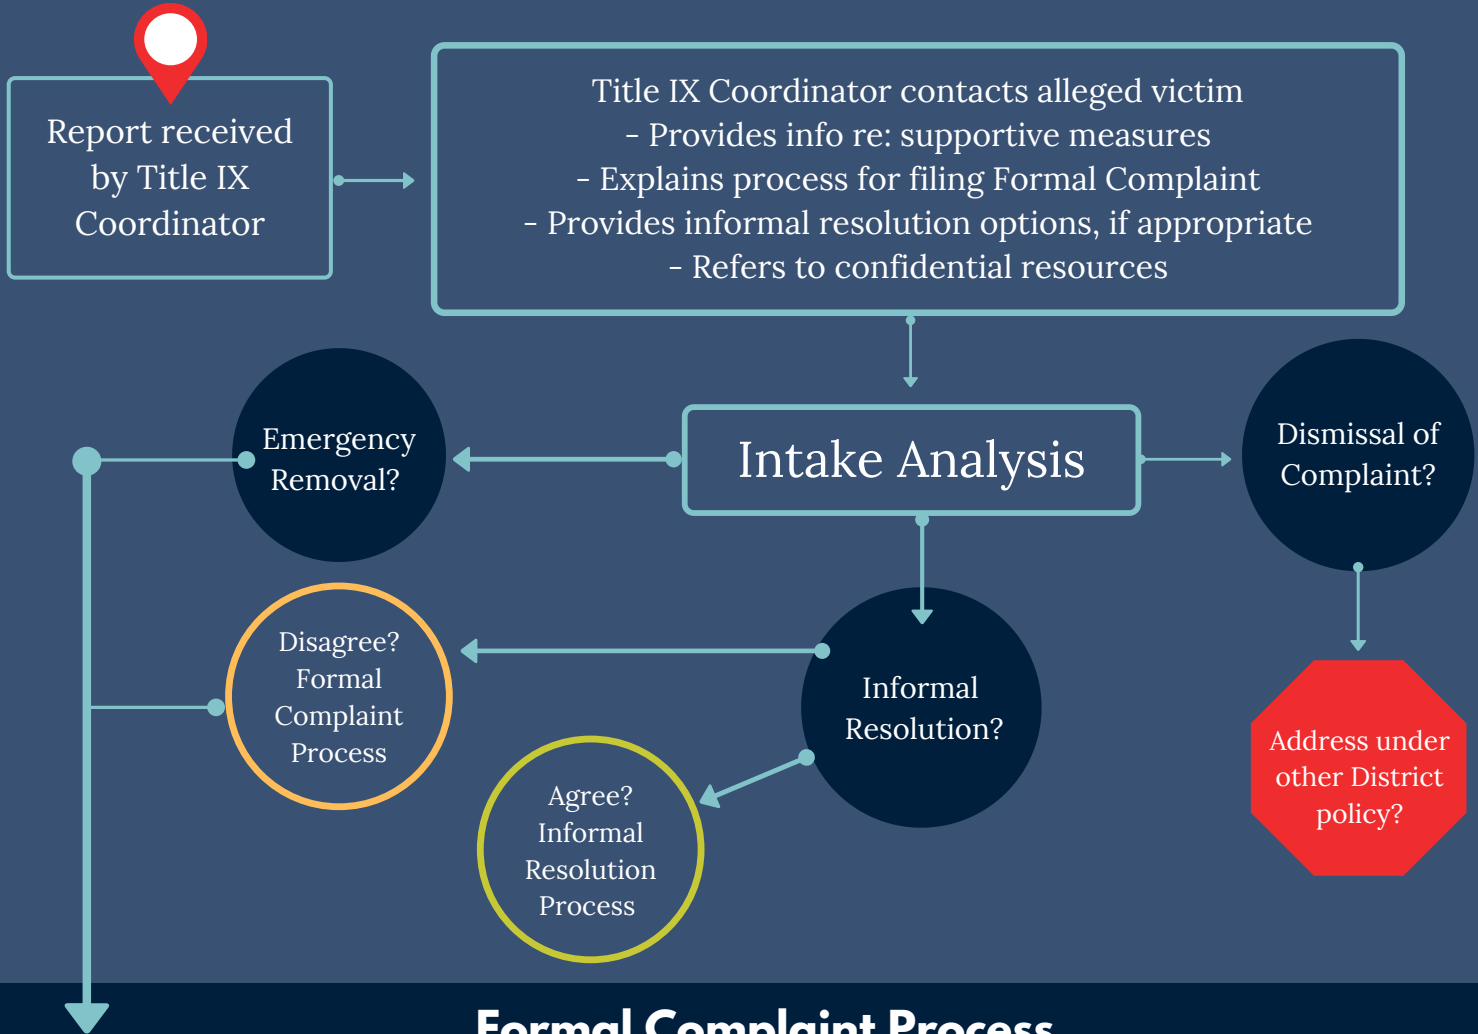 Report received
by Title IX
Coordinator
Title IX Coordinator contacts alleged victim
- Provides info re: supportive measures
- Explains process for filing Formal Complaint
- Provides informal resolution options, if appropriate
- Refers to confidential resources
Emergency
Removal?
Intake Analysis
Dismissal of
Complaint?
Disagree?
Formal
Complaint
Process
Informal
Resolution?
Agree?
Informal
Resolution
Process
Address under
other District
policy?
Formal Complaint Process